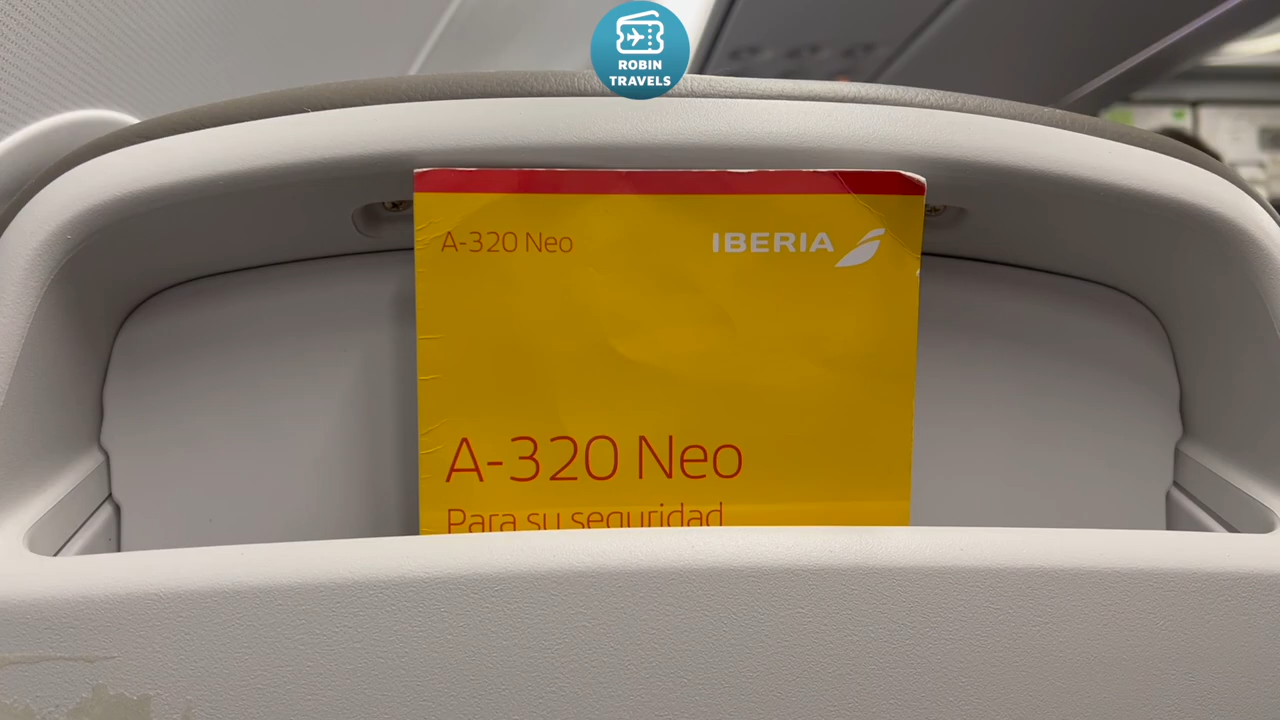 ROBIN
TRAVELS
A-320 Neo
IBERIA
A-320 Neo
Para su seguridad